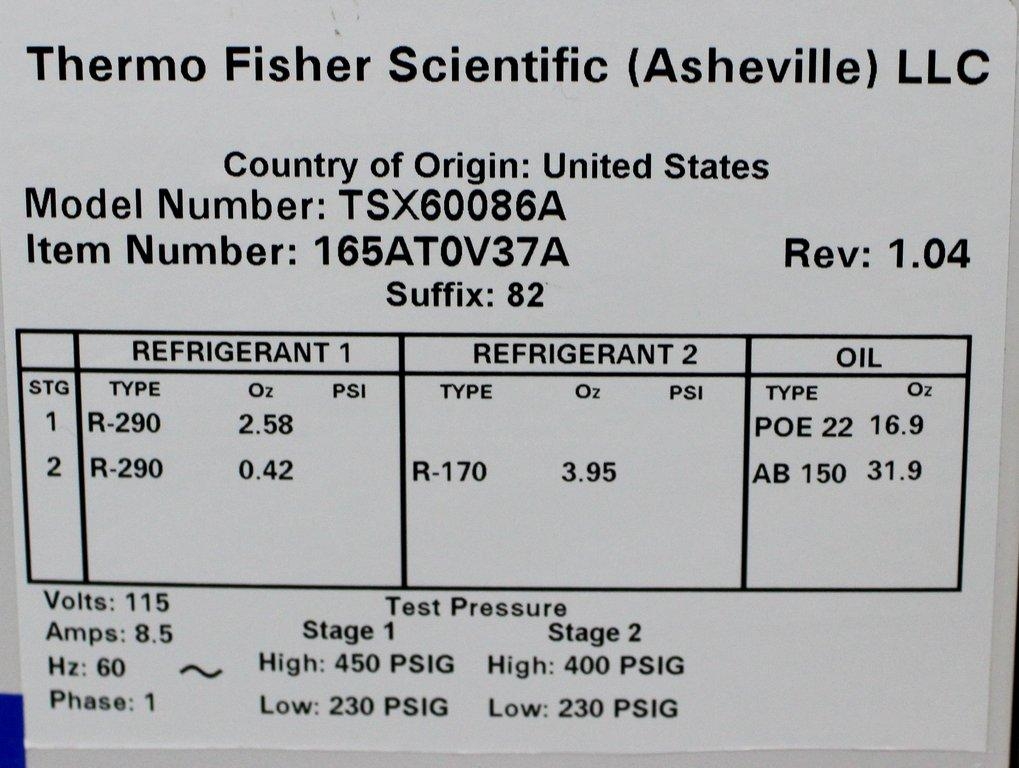 Thermo Fisher Scientific (Asheville) LLC
Country of Origin: United States
Model Number: TSX60086A
Item Number: 165AT0V37A Rev: 1.04
Suffix: 82
REFRIGERANT 1 REFRIGERANT 2 OIL
STG TYPE Oz PSI TYPE Oz PSI TYPE Oz
1 R-290 2.58 POE 22 16.9
2 R-290 0.42 R-170 3.95 AB 150 31.9
Volts: 115 Test Pressure
Amps: 8.5 Stage 1 Stage 2
Hz: 60 ~ High: 450 PSIG High: 400 PSIG
Phase: 1 Low: 230 PSIG Low: 230 PSIG